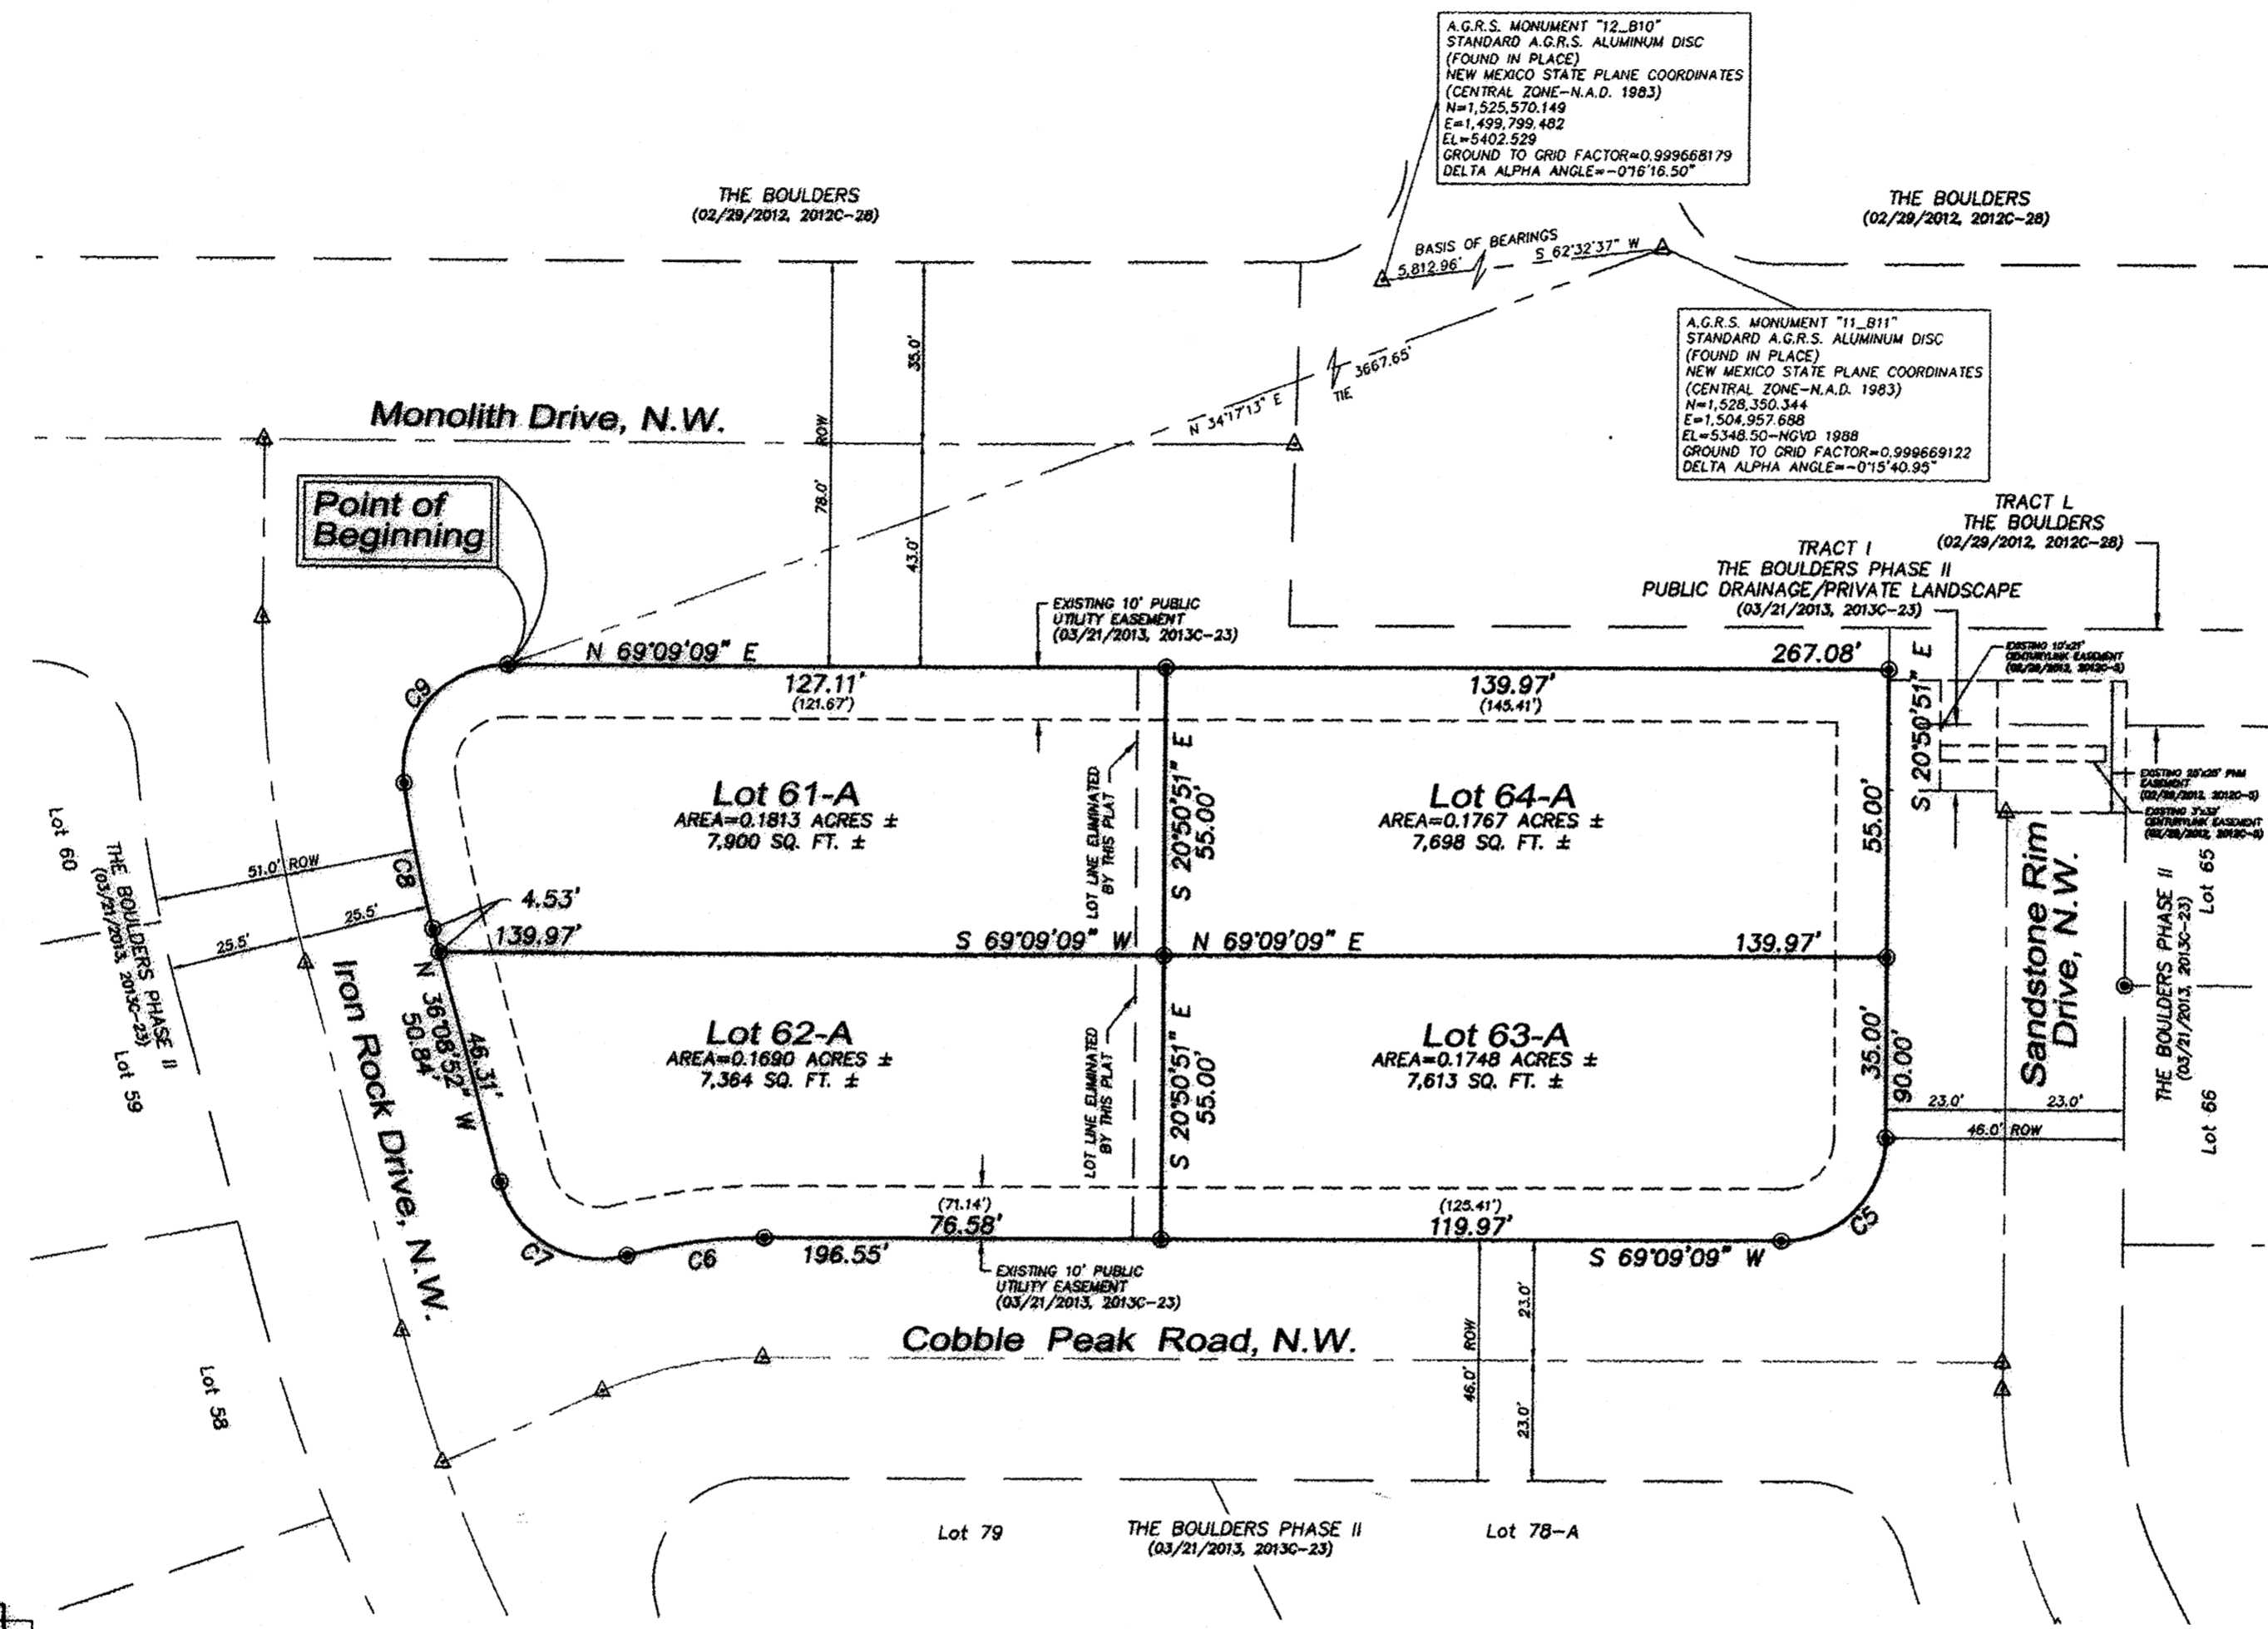 A.G.R.S. MONUMENT "12_B10"
STANDARD A.G.R.S. ALUMINUM DISC
(FOUND IN PLACE)
NEW MEXICO STATE PLANE COORDINATES
(CENTRAL ZONE-N.A.D. 1983)
N=1,525,570.149
E=1,499,799.482
EL=5402.529
GROUND TO GRID FACTOR=0.999668179
DELTA ALPHA ANGLE=-0°16'16.50"
THE BOULDERS
(02/29/2012, 2012C-28)
THE BOULDERS
(02/29/2012, 2012C-28)
BASIS OF BEARINGS
5,812.96'
S 62°32'37" W
A.G.R.S. MONUMENT "11_B11"
STANDARD A.G.R.S. ALUMINUM DISC
(FOUND IN PLACE)
NEW MEXICO STATE PLANE COORDINATES
(CENTRAL ZONE-N.A.D. 1983)
N=1,528,350.344
E=1,504,957.688
EL=5348.50-NGVD 1988
GROUND TO GRID FACTOR=0.999669122
DELTA ALPHA ANGLE=-0°15'40.95"
N 34°17'13" E
3667.65'
TIE
Monolith Drive, N.W.
35.0'
78.0' ROW
43.0'
Point of
Beginning
TRACT L
THE BOULDERS
(02/29/2012, 2012C-28)
TRACT I
THE BOULDERS PHASE II
PUBLIC DRAINAGE/PRIVATE LANDSCAPE
(03/21/2013, 2013C-23)
EXISTING 10' PUBLIC
UTILITY EASEMENT
(03/21/2013, 2013C-23)
N 69°09'09" E
267.08'
127.11'
(121.67')
139.97'
(145.41')
EXISTING 10'x21'
CENTURYLINK EASEMENT
S 20°50'51" E
C9
Lot 61-A
AREA=0.1813 ACRES ±
7,900 SQ. FT. ±
LOT LINE ELIMINATED
BY THIS PLAT
S 20°50'51" E
55.00'
Lot 64-A
AREA=0.1767 ACRES ±
7,698 SQ. FT. ±
55.00'
EXISTING 25'x25' PNM
EASEMENT
CENTURYLINK EASEMENT
Lot 60
51.0' ROW
C8
25.5'
25.5'
THE BOULDERS PHASE II
(03/21/2013, 2013C-23)
Lot 59
4.53'
139.97'
S 69°09'09" W
N 69°09'09" E
139.97'
Sandstone Rim
Drive, N.W.
THE BOULDERS PHASE II
(03/21/2013, 2013C-23)
Lot 65
Lot 66
Iron Rock Drive, N.W.
N 36°08'52" W
50.84'
46.31'
Lot 62-A
AREA=0.1690 ACRES ±
7,364 SQ. FT. ±
LOT LINE ELIMINATED
BY THIS PLAT
S 20°50'51" E
55.00'
Lot 63-A
AREA=0.1748 ACRES ±
7,613 SQ. FT. ±
35.00'
90.00'
23.0'
23.0'
46.0' ROW
C7
C6
(71.14')
76.58'
196.55'
(125.41')
119.97'
S 69°09'09" W
C5
EXISTING 10' PUBLIC
UTILITY EASEMENT
(03/21/2013, 2013C-23)
Cobble Peak Road, N.W.
46.0' ROW
23.0'
23.0'
Lot 58
Lot 79
THE BOULDERS PHASE II
(03/21/2013, 2013C-23)
Lot 78-A